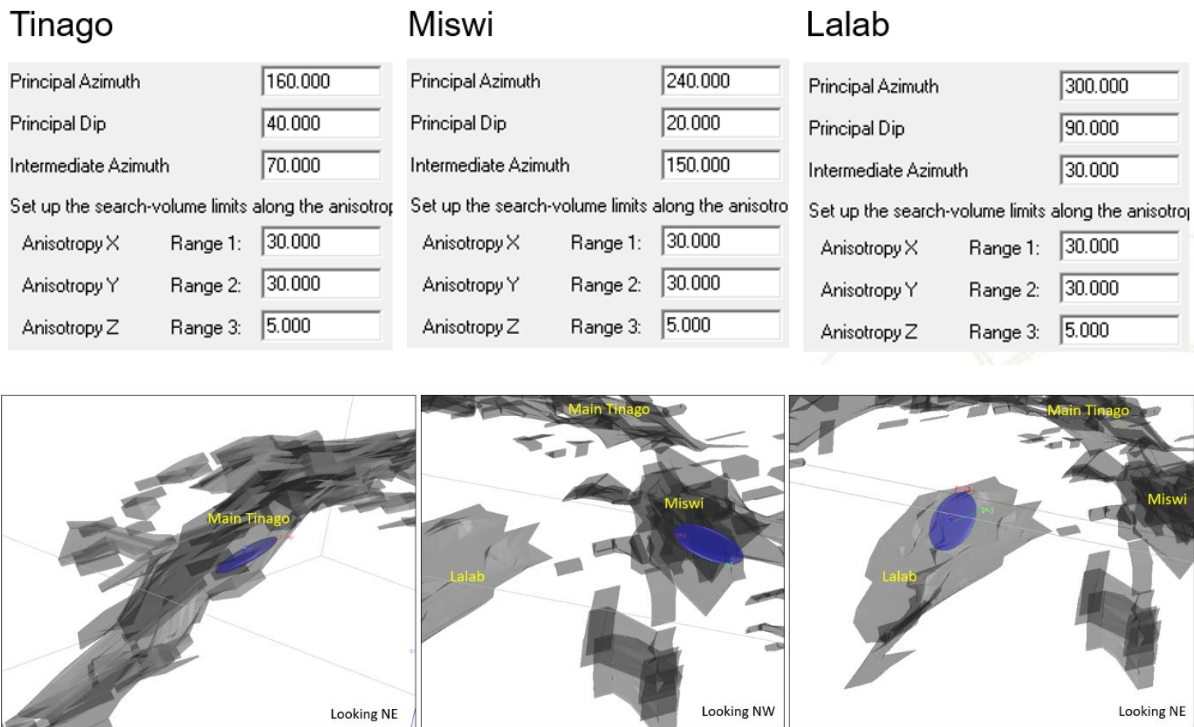 Tinago
Principal Azimuth 160.000
Principal Dip 40.000
Intermediate Azimuth 70.000
Set up the search-volume limits along the anisotrop
Anisotropy X Range 1: 30.000
Anisotropy Y Range 2: 30.000
Anisotropy Z Range 3: 5.000
Miswi
Principal Azimuth 240.000
Principal Dip 20.000
Intermediate Azimuth 150.000
Set up the search-volume limits along the anisotro
Anisotropy X Range 1: 30.000
Anisotropy Y Range 2: 30.000
Anisotropy Z Range 3: 5.000
Lalab
Principal Azimuth 300.000
Principal Dip 90.000
Intermediate Azimuth 30.000
Set up the search-volume limits along the anisotrop
Anisotropy X Range 1: 30.000
Anisotropy Y Range 2: 30.000
Anisotropy Z Range 3: 5.000
Main Tinago
Looking NE
Main Tinago
Miswi
Lalab
Looking NW
Main Tinago
Miswi
Lalab
Looking NE